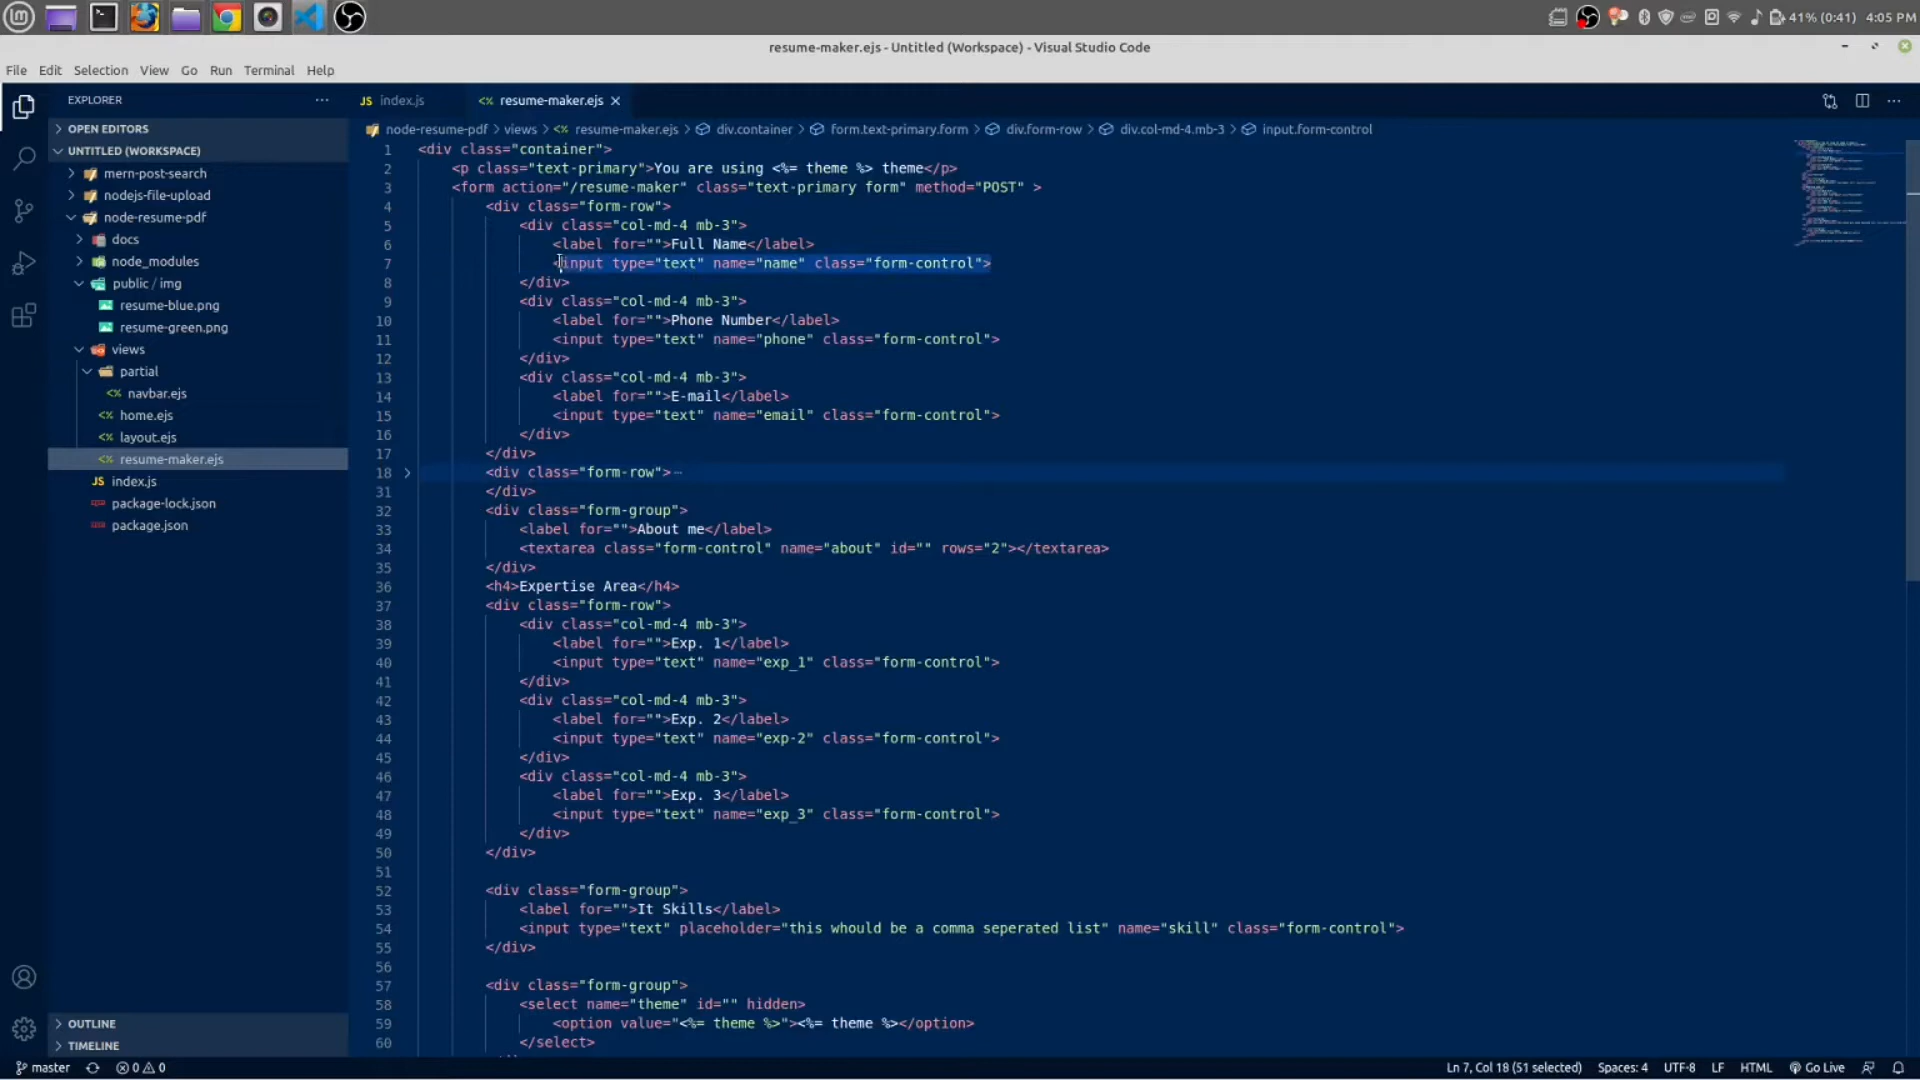 41% (0:41) 4:05 PM
resume-maker.ejs - Untitled (Workspace) - Visual Studio Code
File Edit Selection View Go Run Terminal Help
EXPLORER
OPEN EDITORS
UNTITLED (WORKSPACE)
mern-post-search
nodejs-file-upload
node-resume-pdf
docs
node_modules
public / img
resume-blue.png
resume-green.png
views
partial
<% navbar.ejs
<% home.ejs
<% layout.ejs
<% resume-maker.ejs
JS index.js
package-lock.json
package.json
OUTLINE
TIMELINE
JS index.js <% resume-maker.ejs
node-resume-pdf > views > <% resume-maker.ejs > div.container > form.text-primary.form > div.form-row > div.col-md-4.mb-3 > input.form-control
1 <div class="container">
2 <p class="text-primary">You are using <%= theme %> theme</p>
3 <form action="/resume-maker" class="text-primary form" method="POST" >
4 <div class="form-row">
5 <div class="col-md-4 mb-3">
6 <label for="">Full Name</label>
7 <input type="text" name="name" class="form-control">
8 </div>
9 <div class="col-md-4 mb-3">
10 <label for="">Phone Number</label>
11 <input type="text" name="phone" class="form-control">
12 </div>
13 <div class="col-md-4 mb-3">
14 <label for="">E-mail</label>
15 <input type="text" name="email" class="form-control">
16 </div>
17 </div>
18 <div class="form-row">⋯
31 </div>
32 <div class="form-group">
33 <label for="">About me</label>
34 <textarea class="form-control" name="about" id="" rows="2"></textarea>
35 </div>
36 <h4>Expertise Area</h4>
37 <div class="form-row">
38 <div class="col-md-4 mb-3">
39 <label for="">Exp. 1</label>
40 <input type="text" name="exp_1" class="form-control">
41 </div>
42 <div class="col-md-4 mb-3">
43 <label for="">Exp. 2</label>
44 <input type="text" name="exp-2" class="form-control">
45 </div>
46 <div class="col-md-4 mb-3">
47 <label for="">Exp. 3</label>
48 <input type="text" name="exp_3" class="form-control">
49 </div>
50 </div>
51
52 <div class="form-group">
53 <label for="">It Skills</label>
54 <input type="text" placeholder="this whould be a comma seperated list" name="skill" class="form-control">
55 </div>
56
57 <div class="form-group">
58 <select name="theme" id="" hidden>
59 <option value="<%= theme %>"><%= theme %></option>
60 </select>
master 0 0 Ln 7, Col 18 (51 selected) Spaces: 4 UTF-8 LF HTML Go Live